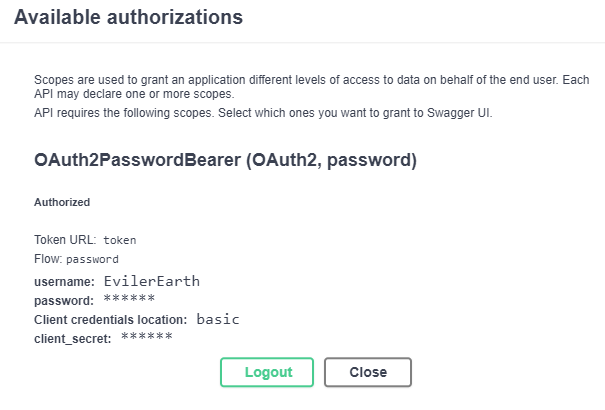 Available authorizations
Scopes are used to grant an application different levels of access to data on behalf of the end user. Each
API may declare one or more scopes.
API requires the following scopes. Select which ones you want to grant to Swagger UI.
OAuth2PasswordBearer (OAuth2, password)
Authorized
Token URL: token
Flow: password
username: EvilerEarth
password: ******
Client credentials location: basic
client_secret: ******
Logout Close